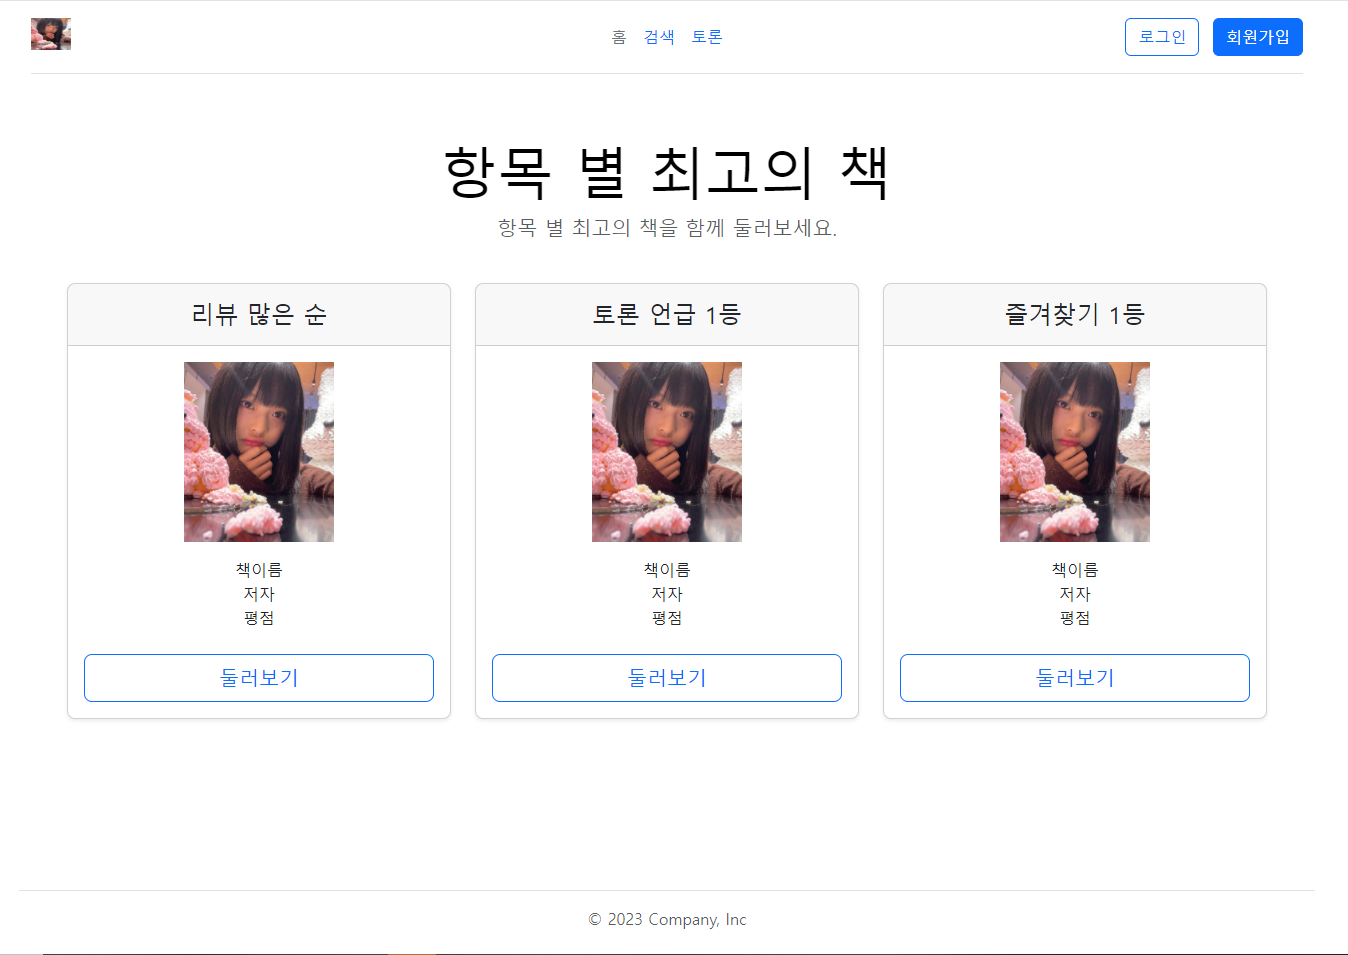 홈 검색 토론 로그인 회원가입
항목 별 최고의 책
항목 별 최고의 책을 함께 둘러보세요.
리뷰 많은 순
책이름
저자
평점
둘러보기
토론 언급 1등
책이름
저자
평점
둘러보기
즐겨찾기 1등
책이름
저자
평점
둘러보기
© 2023 Company, Inc